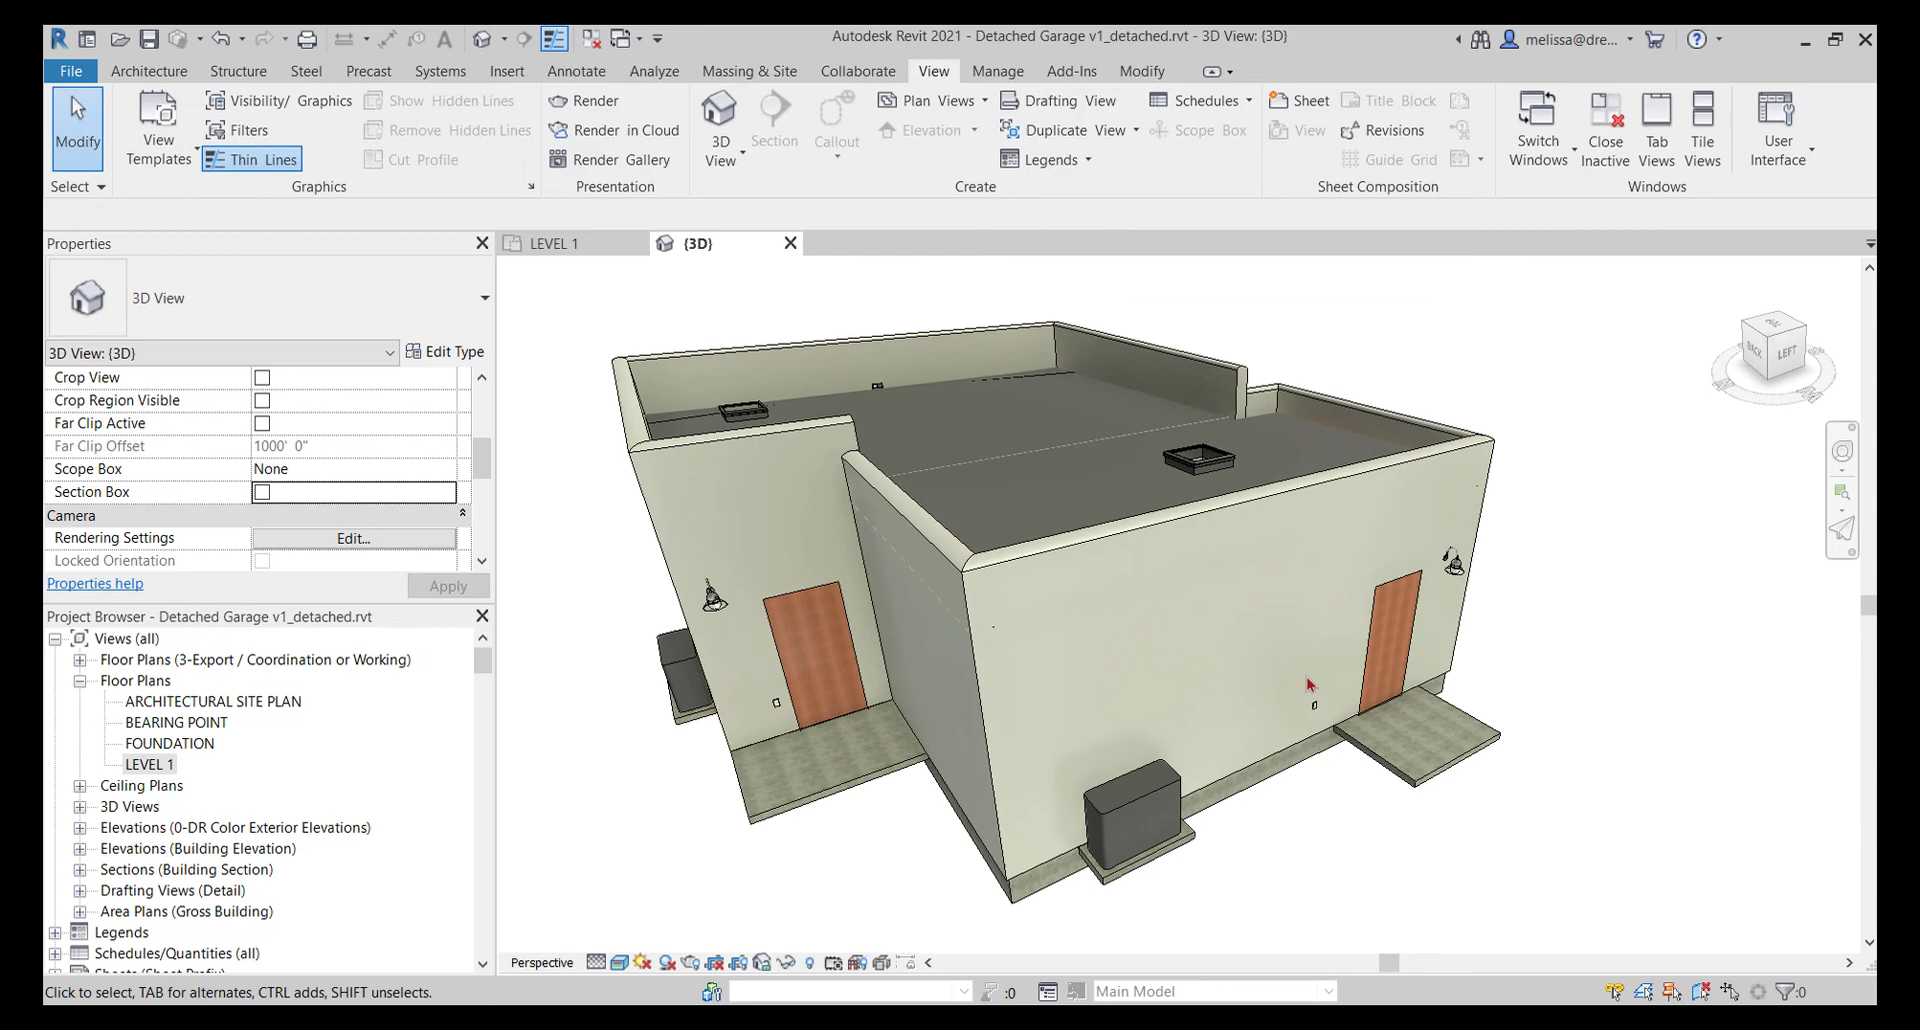 Autodesk Revit 2021 - Detached Garage v1_detached.rvt - 3D View: {3D}
melissa@dre...
File Architecture Structure Steel Precast Systems Insert Annotate Analyze Massing & Site Collaborate View Manage Add-Ins Modify
Modify
Select
View
Templates
Visibility/ Graphics
Filters
Thin Lines
Show Hidden Lines
Remove Hidden Lines
Cut Profile
Graphics
Render
Render in Cloud
Render Gallery
Presentation
3D
View
Section
Callout
Plan Views
Elevation
Drafting View
Duplicate View
Legends
Schedules
Scope Box
Create
Sheet
View
Title Block
Revisions
Guide Grid
Sheet Composition
Switch
Windows
Close
Inactive
Tab
Views
Tile
Views
Windows
User
Interface
Properties
3D View
3D View: {3D}
Edit Type
Crop View
Crop Region Visible
Far Clip Active
Far Clip Offset 1000' 0"
Scope Box None
Section Box
Camera
Rendering Settings Edit...
Locked Orientation
Properties help
Apply
Project Browser - Detached Garage v1_detached.rvt
Views (all)
Floor Plans (3-Export / Coordination or Working)
Floor Plans
ARCHITECTURAL SITE PLAN
BEARING POINT
FOUNDATION
LEVEL 1
Ceiling Plans
3D Views
Elevations (0-DR Color Exterior Elevations)
Elevations (Building Elevation)
Sections (Building Section)
Drafting Views (Detail)
Area Plans (Gross Building)
Legends
Schedules/Quantities (all)
LEVEL 1
{3D}
BACK
LEFT
Perspective
Click to select, TAB for alternates, CTRL adds, SHIFT unselects.
:0
Main Model
:0